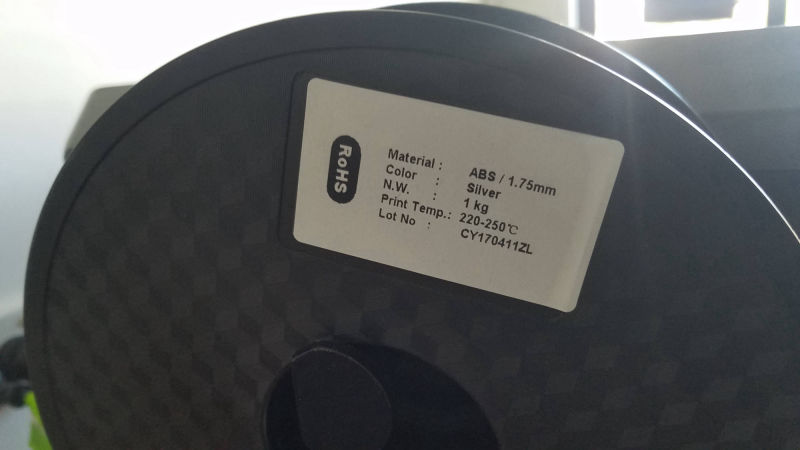 RoHS
Material : ABS / 1.75mm
Color : Silver
N.W. : 1 kg
Print Temp.: 220-250℃
Lot No : CY170411ZL